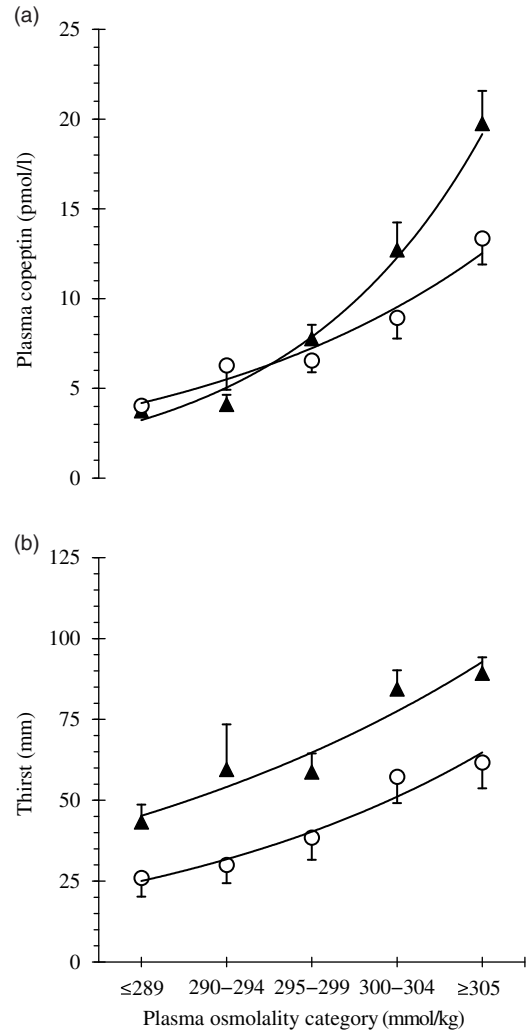 (a)
25
20
15
10
5
0
Plasma copeptin (pmol/l)
(b)
125
100
75
50
25
0
Thirst (mm)
≤289 290–294 295–299 300–304 ≥305
Plasma osmolality category (mmol/kg)